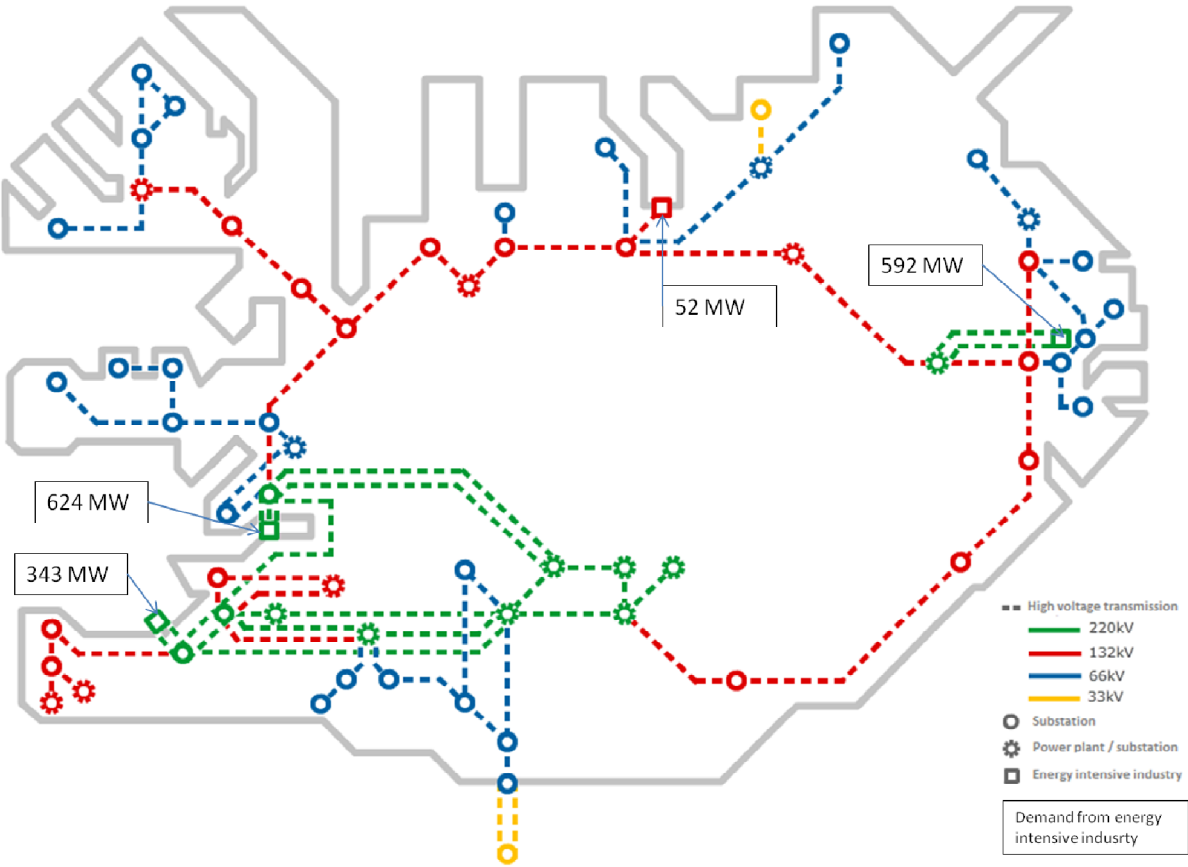 592 MW
52 MW
624 MW
343 MW
High voltage transmission
220kV
132kV
66kV
33kV
Substation
Power plant / substation
Energy intensive industry
Demand from energy
intensive indusrty